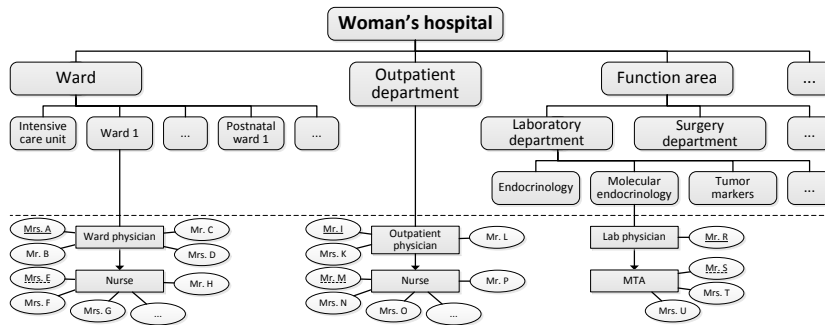 Woman's hospital
Ward
Outpatient
department
Function area
...
Intensive
care unit
Ward 1
...
Postnatal
ward 1
...
Laboratory
department
Surgery
department
...
Endocrinology
Molecular
endocrinology
Tumor
markers
...
Mrs. A
Ward physician
Mr. C
Mr. B
Mrs. D
Mrs. E
Nurse
Mr. H
Mrs. F
Mrs. G
...
Mr. I
Outpatient
physician
Mr. L
Mrs. K
Mr. M
Nurse
Mr. P
Mrs. N
Mrs. O
...
Lab physician
Mr. R
MTA
Mr. S
Mrs. T
Mrs. U